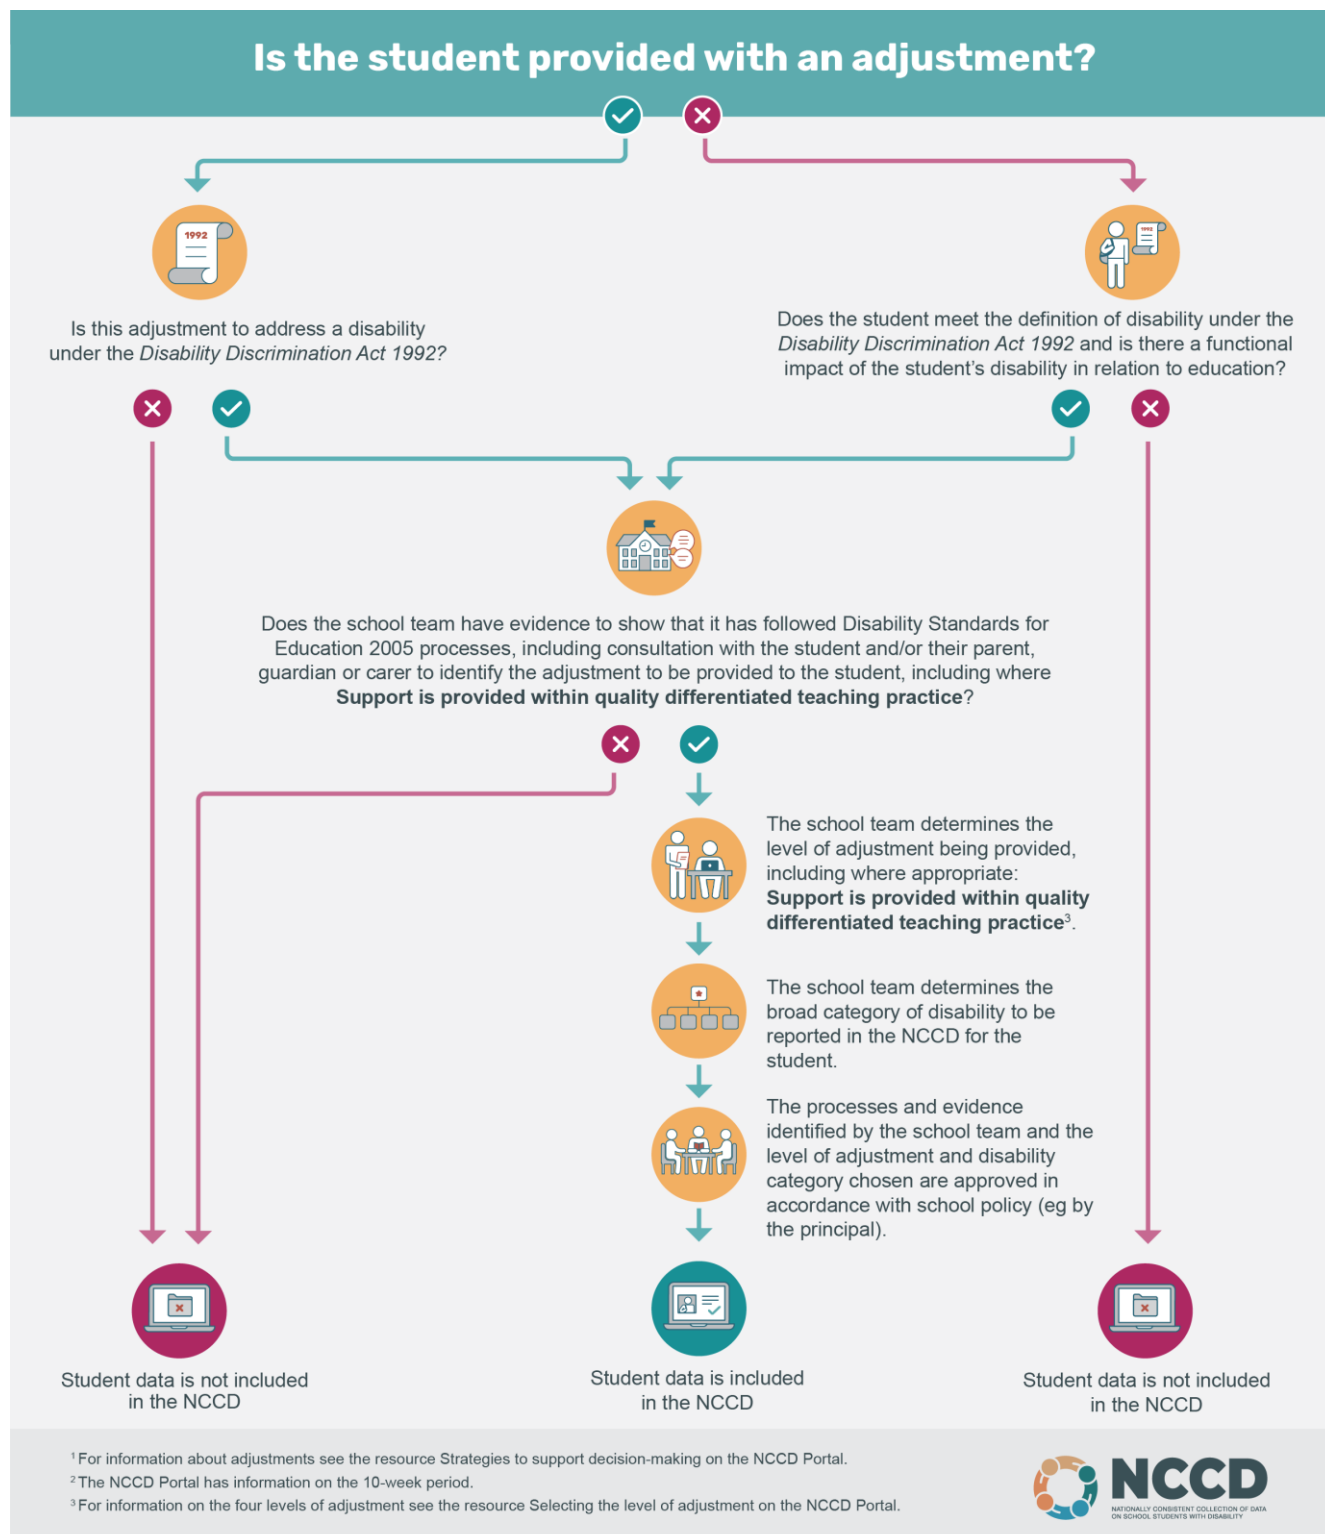 Is the student provided with an adjustment?
1992
Is this adjustment to address a disability
under the Disability Discrimination Act 1992?
1992
Does the student meet the definition of disability under the
Disability Discrimination Act 1992 and is there a functional
impact of the student's disability in relation to education?
Does the school team have evidence to show that it has followed Disability Standards for
Education 2005 processes, including consultation with the student and/or their parent,
guardian or carer to identify the adjustment to be provided to the student, including where
Support is provided within quality differentiated teaching practice?
The school team determines the
level of adjustment being provided,
including where appropriate:
Support is provided within quality
differentiated teaching practice³.
The school team determines the
broad category of disability to be
reported in the NCCD for the
student.
The processes and evidence
identified by the school team and the
level of adjustment and disability
category chosen are approved in
accordance with school policy (eg by
the principal).
Student data is not included
in the NCCD
Student data is included
in the NCCD
Student data is not included
in the NCCD
¹ For information about adjustments see the resource Strategies to support decision-making on the NCCD Portal.
² The NCCD Portal has information on the 10-week period.
³ For information on the four levels of adjustment see the resource Selecting the level of adjustment on the NCCD Portal.
NCCD
NATIONALLY CONSISTENT COLLECTION OF DATA
ON SCHOOL STUDENTS WITH DISABILITY